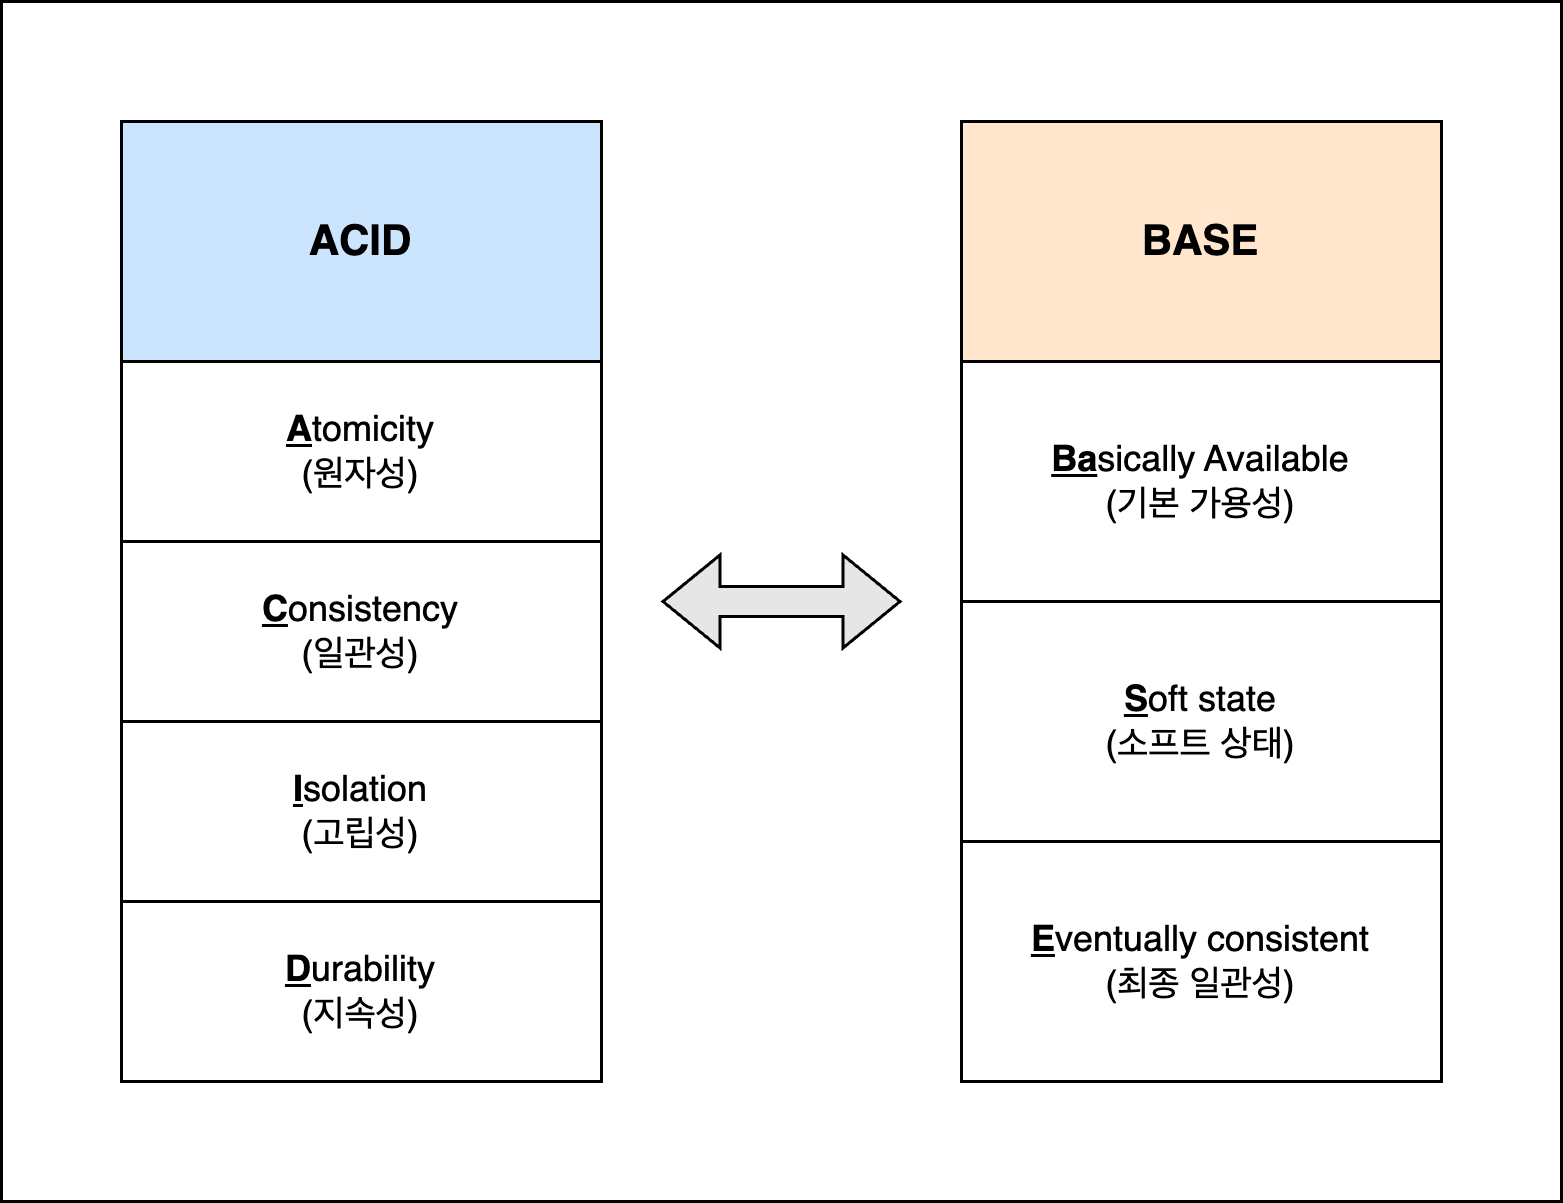 ACID
Atomicity
(원자성)
Consistency
(일관성)
Isolation
(고립성)
Durability
(지속성)
BASE
Basically Available
(기본 가용성)
Soft state
(소프트 상태)
Eventually consistent
(최종 일관성)